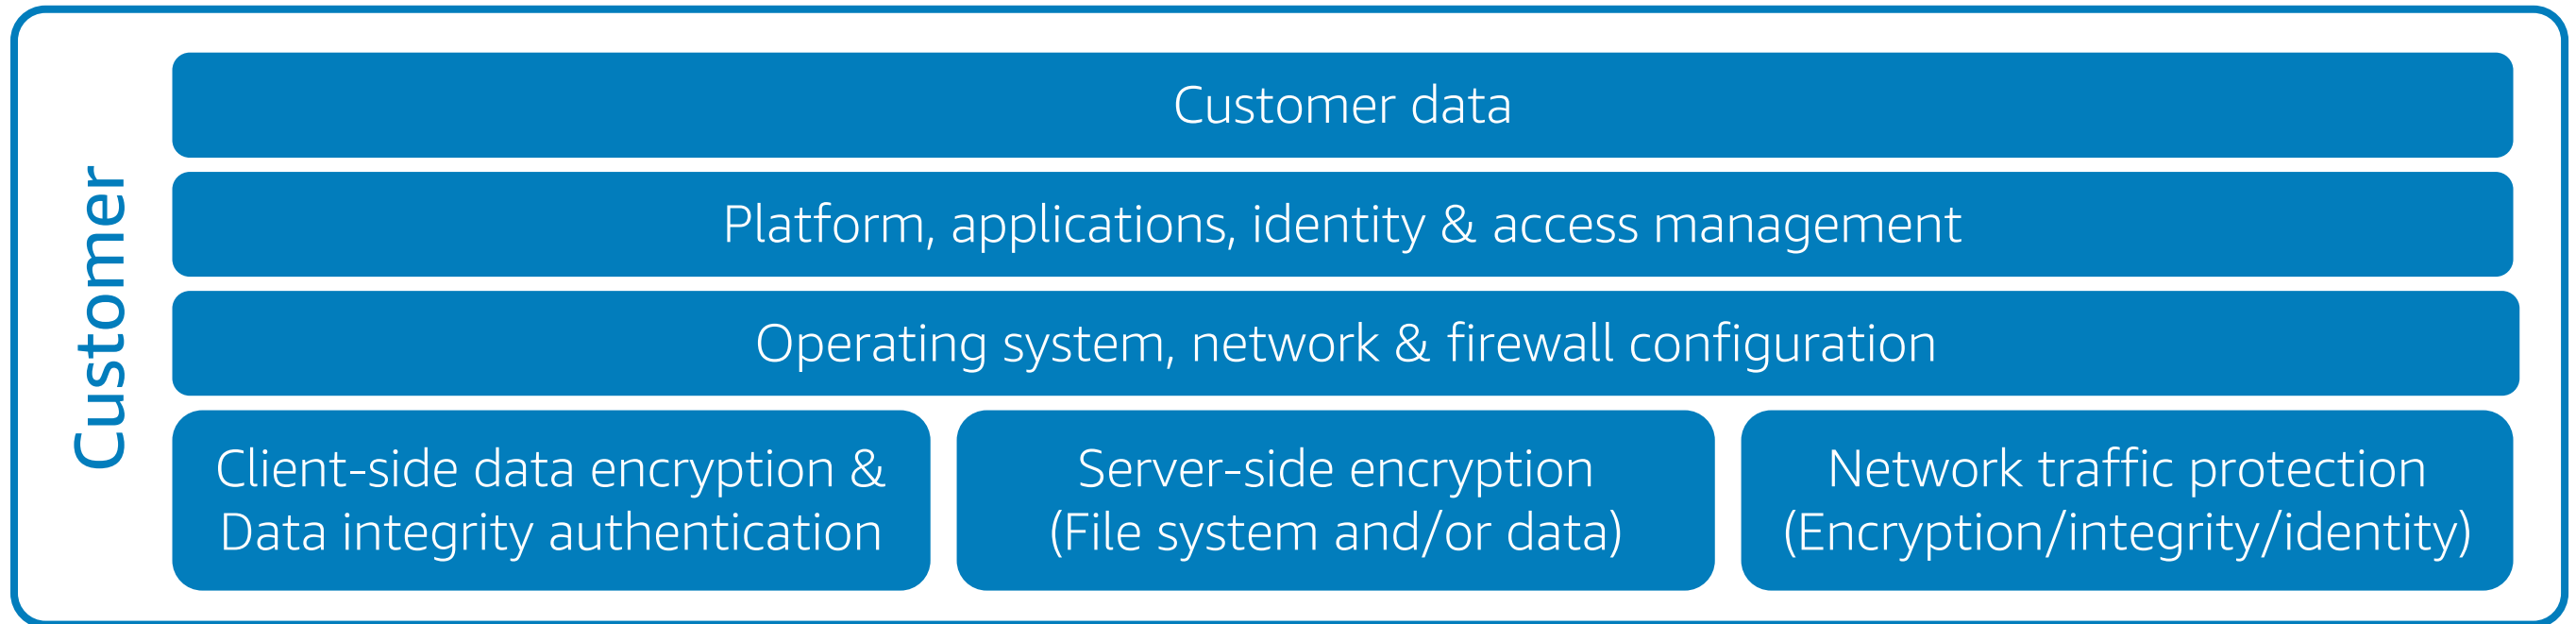 Customer
Customer data
Platform, applications, identity & access management
Operating system, network & firewall configuration
Client-side data encryption &
Data integrity authentication
Server-side encryption
(File system and/or data)
Network traffic protection
(Encryption/integrity/identity)